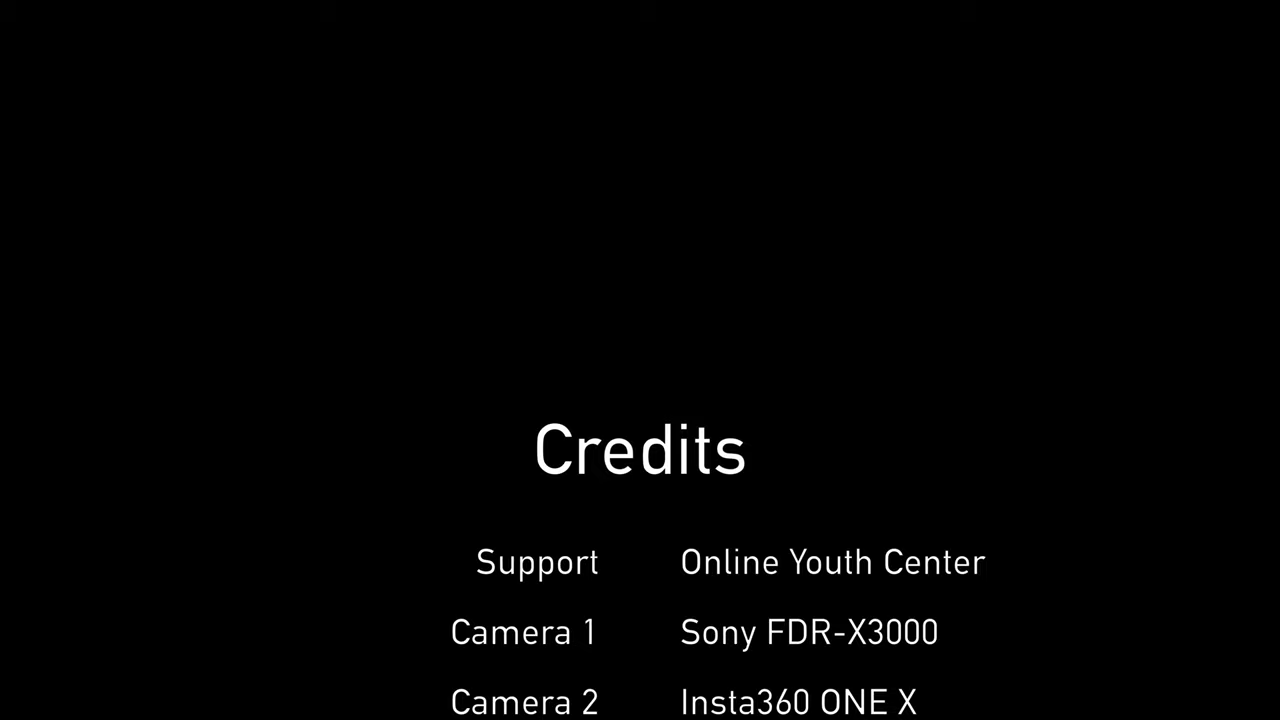 Credits
Support Online Youth Center
Camera 1 Sony FDR-X3000
Camera 2 Insta360 ONE X